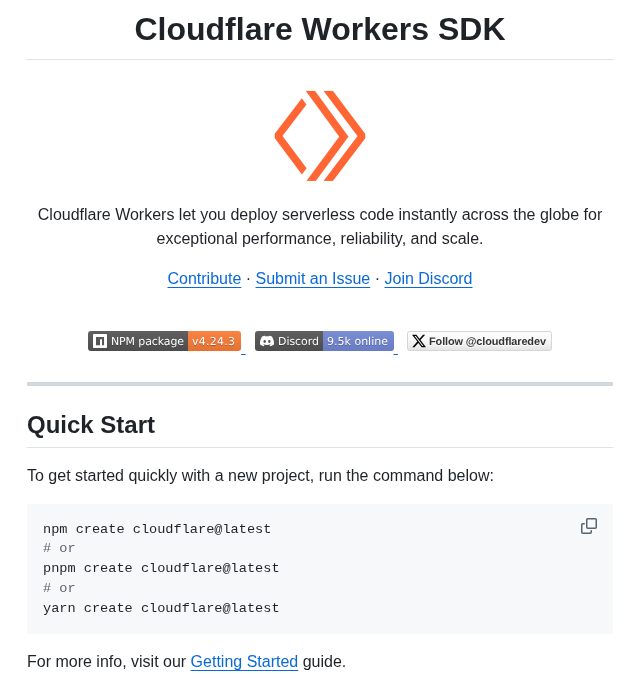 Cloudflare Workers SDK
Cloudflare Workers let you deploy serverless code instantly across the globe for
exceptional performance, reliability, and scale.
Contribute · Submit an Issue · Join Discord
NPM package v4.24.3 Discord 9.5k online Follow @cloudflaredev
Quick Start
To get started quickly with a new project, run the command below:
npm create cloudflare@latest
# or
pnpm create cloudflare@latest
# or
yarn create cloudflare@latest
For more info, visit our Getting Started guide.